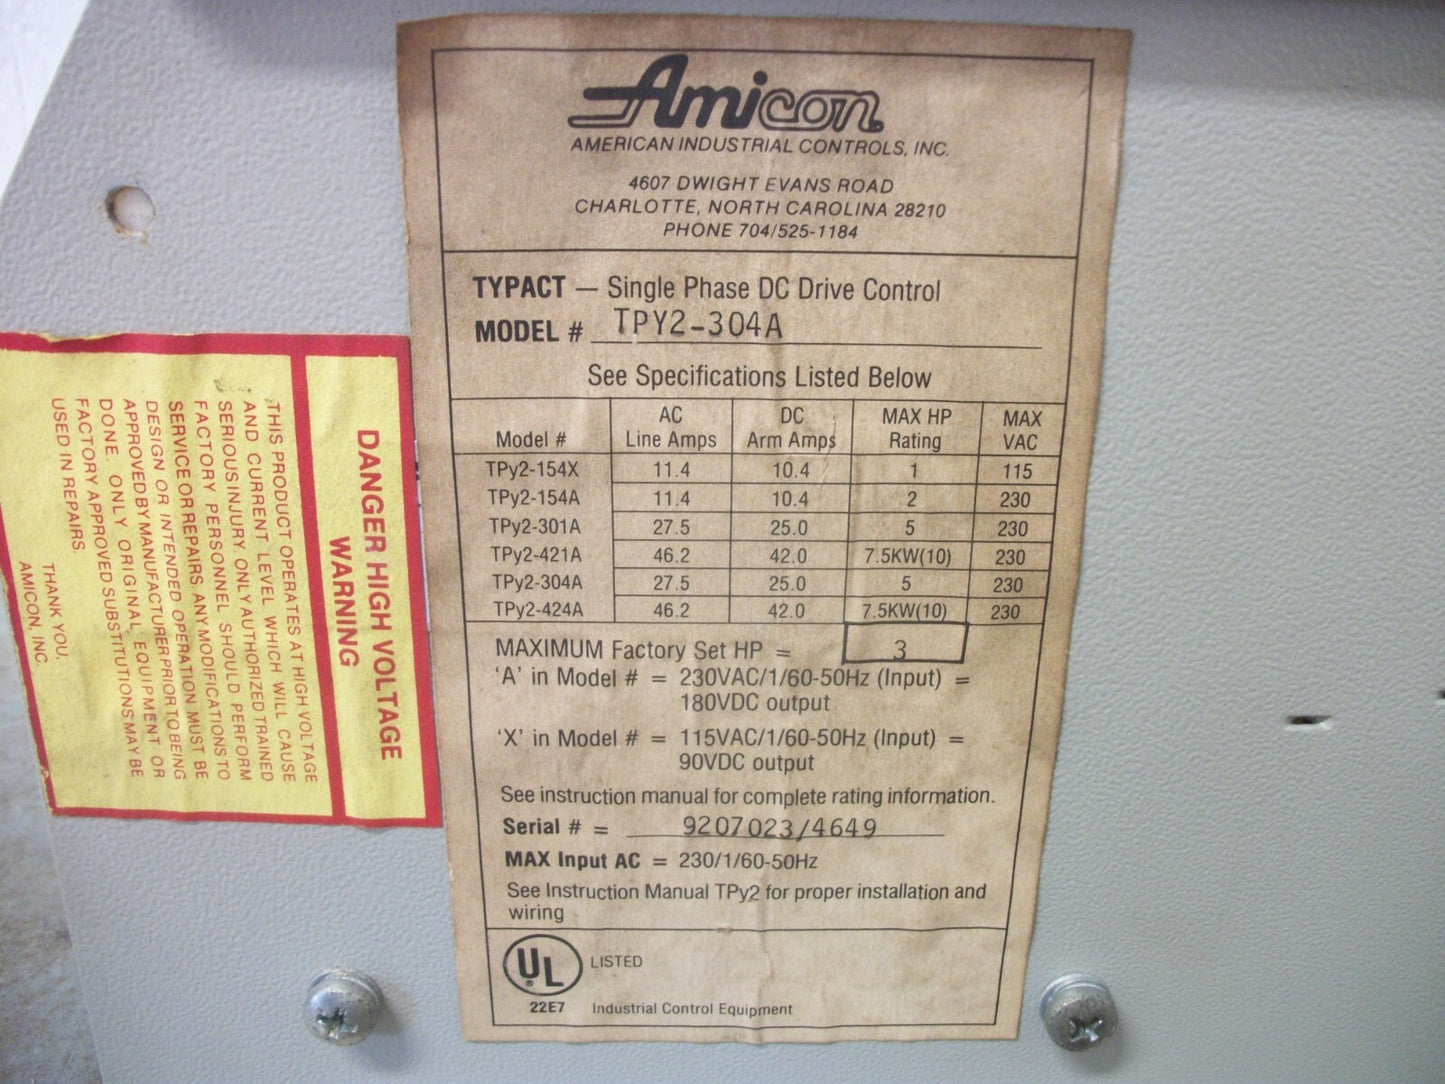 Amicon
AMERICAN INDUSTRIAL CONTROLS, INC.
4607 DWIGHT EVANS ROAD
CHARLOTTE, NORTH CAROLINA 28210
PHONE 704/525-1184
TYPACT — Single Phase DC Drive Control
MODEL # TPY2-304A
See Specifications Listed Below
Model # AC Line Amps DC Arm Amps MAX HP Rating MAX VAC
TPy2-154X 11.4 10.4 1 115
TPy2-154A 11.4 10.4 2 230
TPy2-301A 27.5 25.0 5 230
TPy2-421A 46.2 42.0 7.5KW(10) 230
TPy2-304A 27.5 25.0 5 230
TPy2-424A 46.2 42.0 7.5KW(10) 230
MAXIMUM Factory Set HP = 3
'A' in Model # = 230VAC/1/60-50Hz (Input) =
180VDC output
'X' in Model # = 115VAC/1/60-50Hz (Input) =
90VDC output
See instruction manual for complete rating information.
Serial # = 9207023/4649
MAX Input AC = 230/1/60-50Hz
See Instruction Manual TPy2 for proper installation and
wiring
UL ® LISTED
22E7 Industrial Control Equipment
DANGER HIGH VOLTAGE
WARNING
THIS PRODUCT OPERATES AT HIGH VOLTAGE
AND CURRENT LEVEL WHICH WILL CAUSE
SERIOUS INJURY. ONLY AUTHORIZED TRAINED
FACTORY PERSONNEL SHOULD PERFORM
SERVICE OR REPAIRS. ANY MODIFICATIONS TO
DESIGN OR INTENDED OPERATION MUST BE
APPROVED BY MANUFACTURER PRIOR TO BEING
DONE. ONLY ORIGINAL EQUIPMENT OR
FACTORY APPROVED SUBSTITUTIONS MAY BE
USED IN REPAIRS.
THANK YOU,
AMICON, INC.